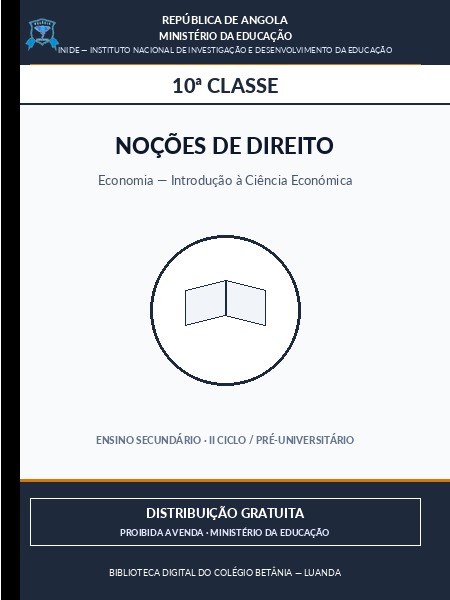 REPÚBLICA DE ANGOLA
MINISTÉRIO DA EDUCAÇÃO
INIDE — INSTITUTO NACIONAL DE INVESTIGAÇÃO E DESENVOLVIMENTO DA EDUCAÇÃO
10ª CLASSE
NOÇÕES DE DIREITO
Economia — Introdução à Ciência Económica
ENSINO SECUNDÁRIO · II CICLO / PRÉ-UNIVERSITÁRIO
DISTRIBUIÇÃO GRATUITA
PROIBIDA A VENDA · MINISTÉRIO DA EDUCAÇÃO
BIBLIOTECA DIGITAL DO COLÉGIO BETÂNIA — LUANDA